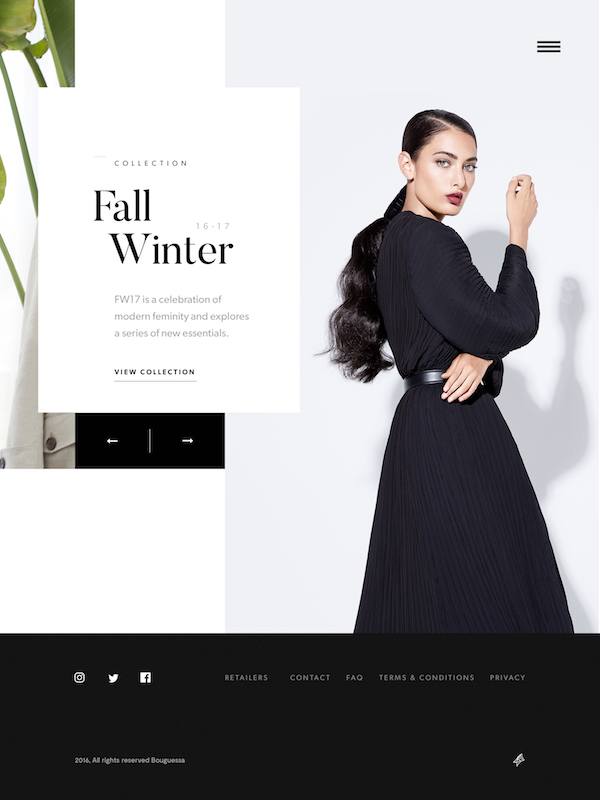 COLLECTION
Fall
16-17
Winter
FW17 is a celebration of
modern feminity and explores
a series of new essentials.
VIEW COLLECTION
RETAILERS CONTACT FAQ TERMS & CONDITIONS PRIVACY
2016, All rights reserved Bouguessa